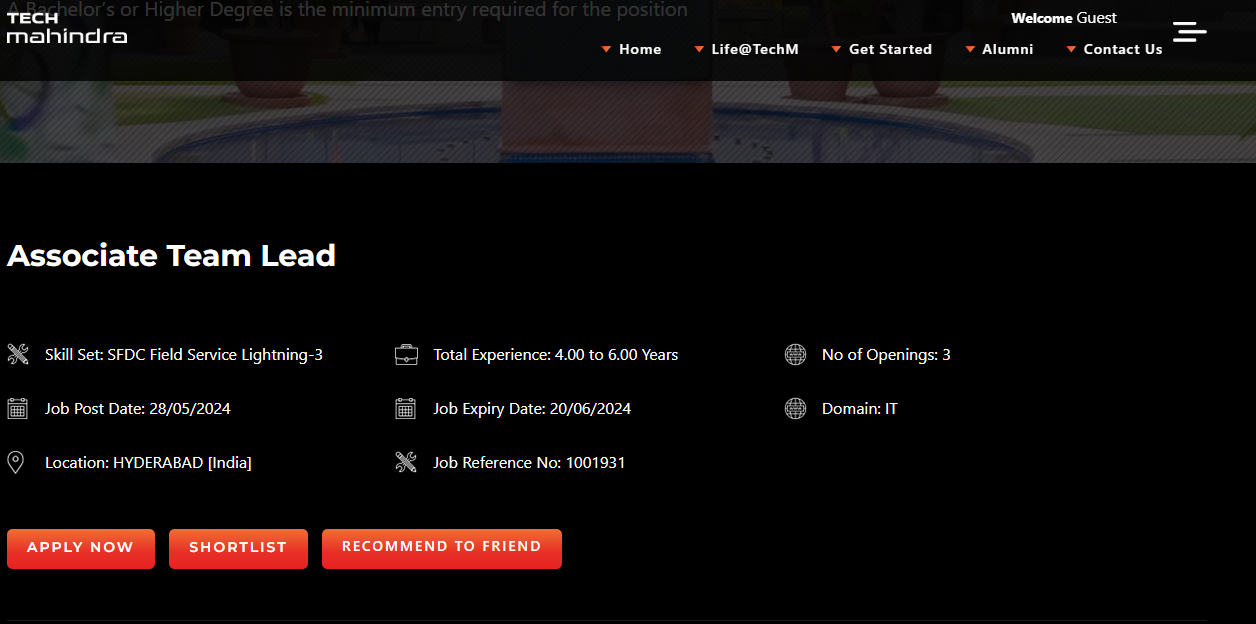 A Bachelor's or Higher Degree is the minimum entry required for the position
TECH
mahindra
Welcome Guest
Home Life@TechM Get Started Alumni Contact Us
Associate Team Lead
Skill Set: SFDC Field Service Lightning-3 Total Experience: 4.00 to 6.00 Years No of Openings: 3
Job Post Date: 28/05/2024 Job Expiry Date: 20/06/2024 Domain: IT
Location: HYDERABAD [India] Job Reference No: 1001931
APPLY NOW SHORTLIST RECOMMEND TO FRIEND